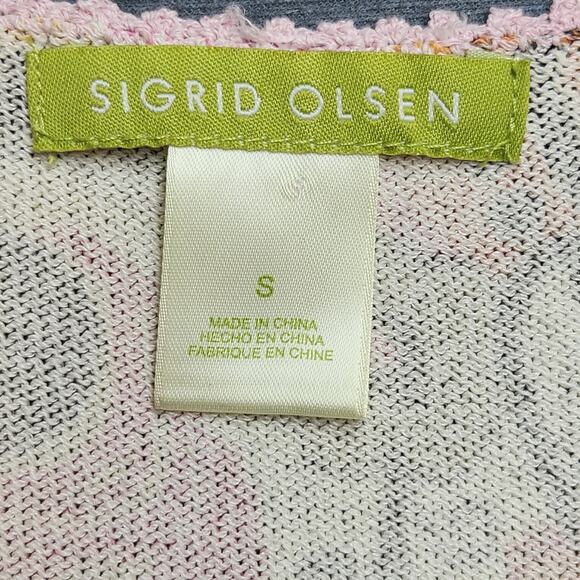 SIGRID OLSEN
S
MADE IN CHINA
HECHO EN CHINA
FABRIQUE EN CHINE